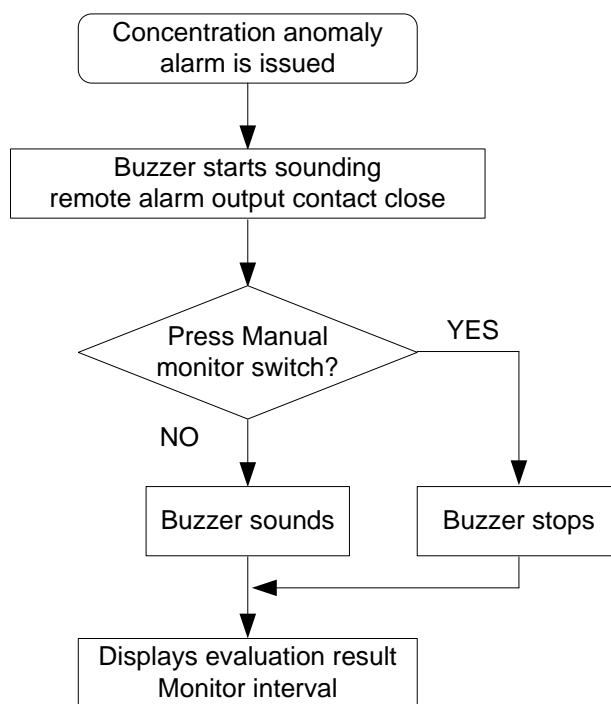 Concentration anomaly
alarm is issued
Buzzer starts sounding
remote alarm output contact close
Press Manual
monitor switch?
YES
NO
Buzzer sounds
Buzzer stops
Displays evaluation result
Monitor interval